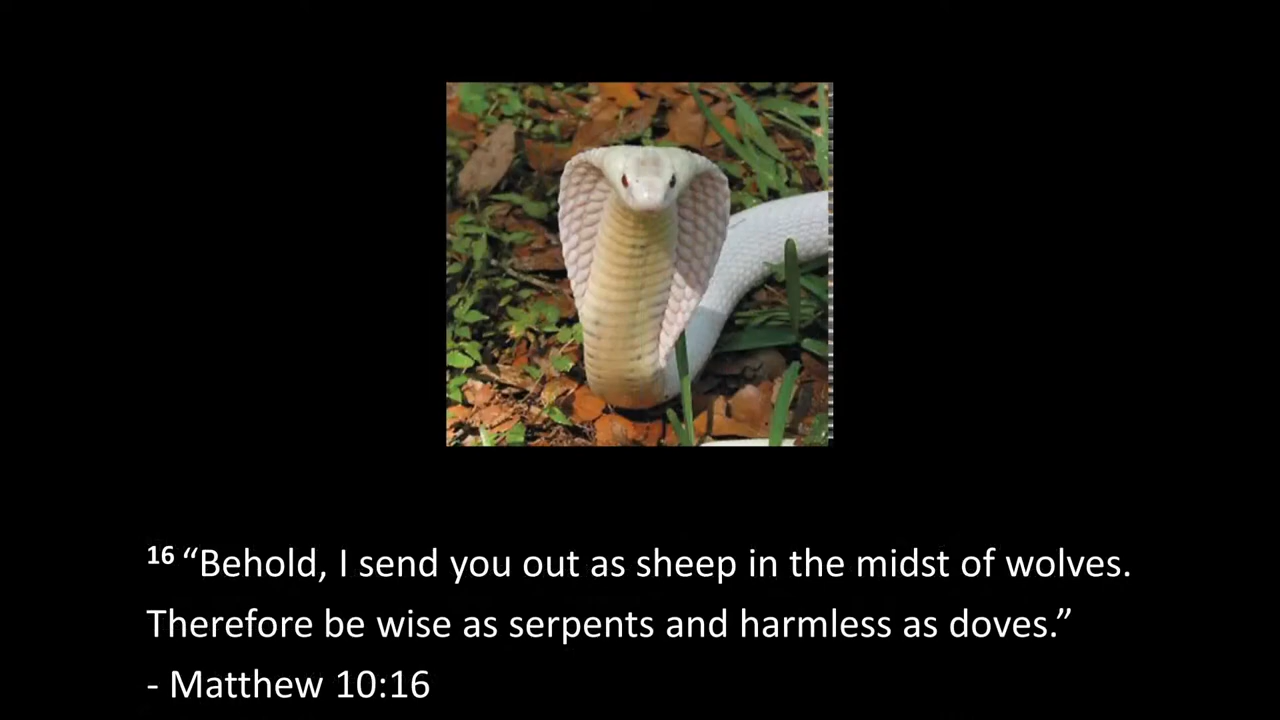 16 “Behold, I send you out as sheep in the midst of wolves.
Therefore be wise as serpents and harmless as doves.”
- Matthew 10:16